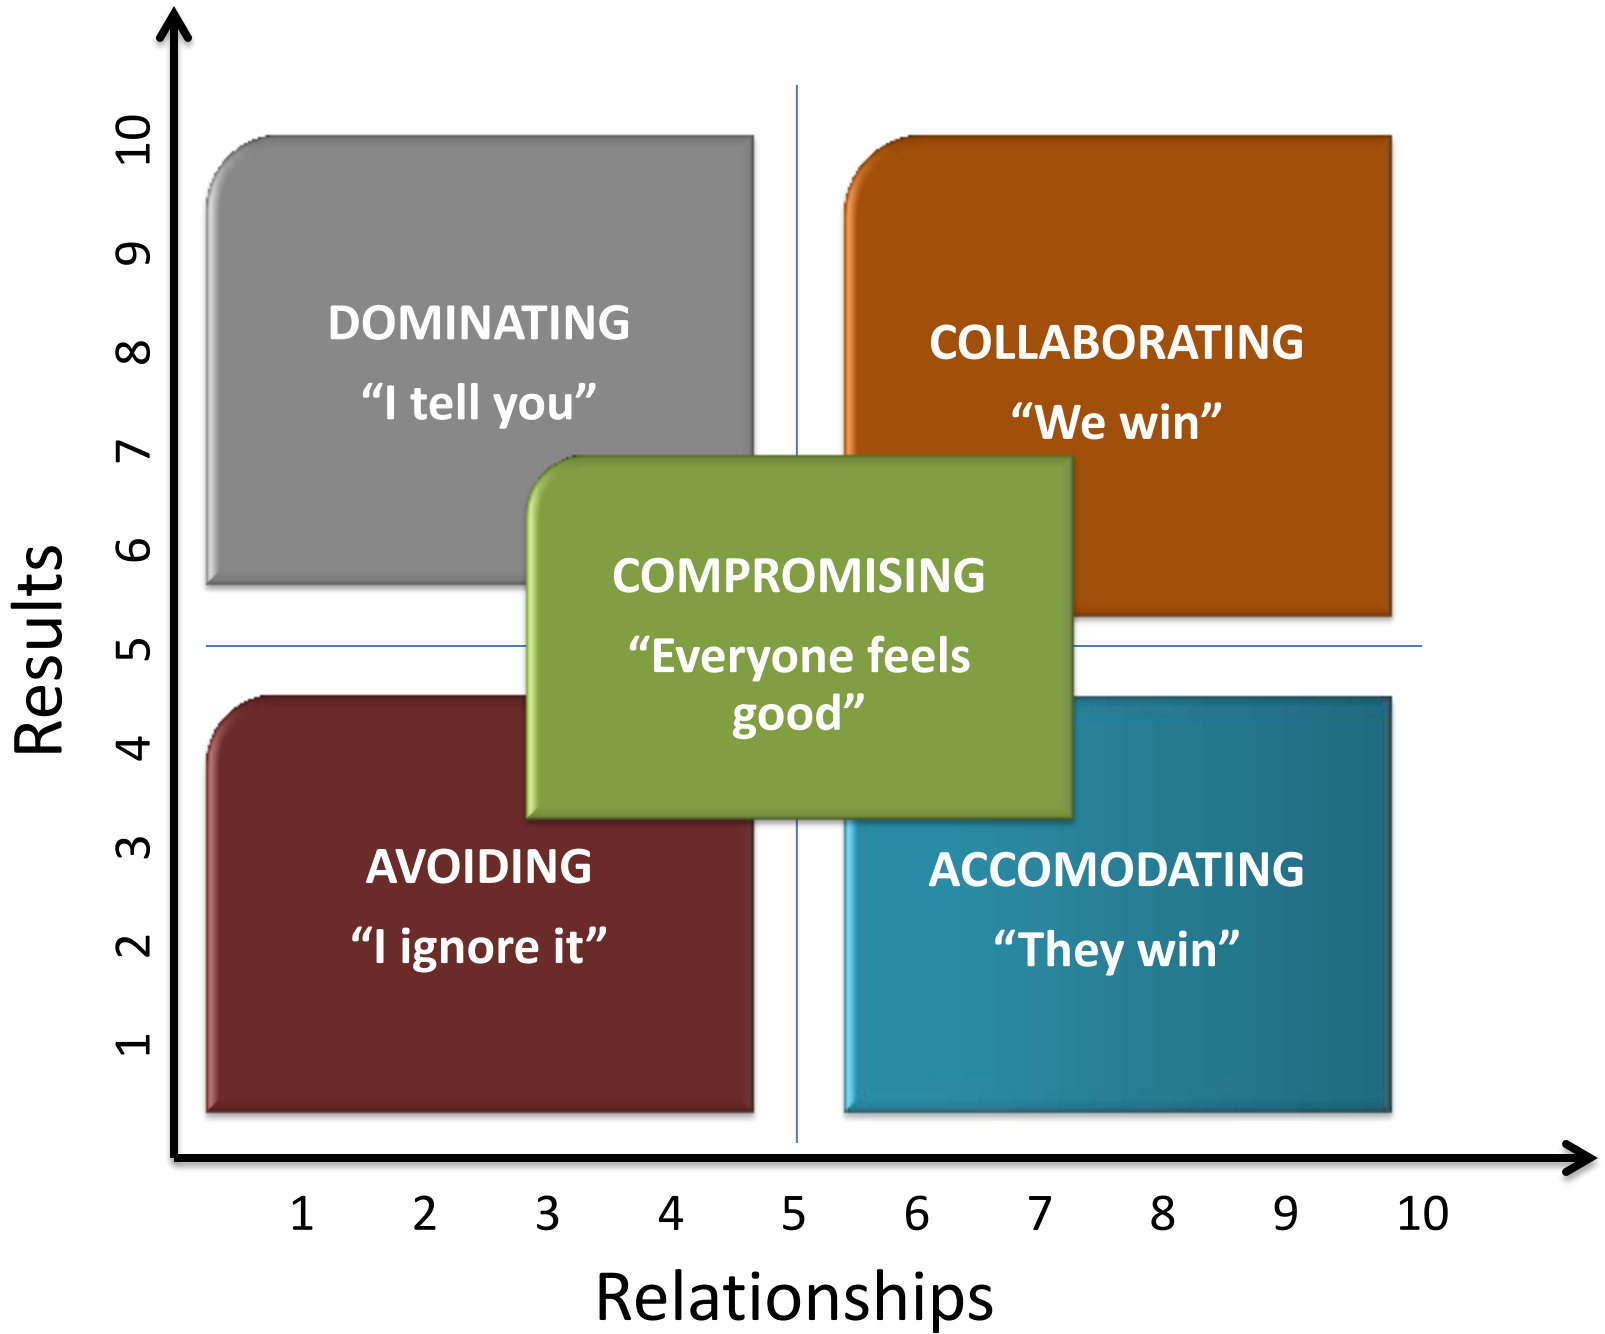 10
9
8
7
6
5
4
3
2
1
Results
DOMINATING
“I tell you”
COLLABORATING
“We win”
COMPROMISING
“Everyone feels
good”
AVOIDING
“I ignore it”
ACCOMODATING
“They win”
1 2 3 4 5 6 7 8 9 10
Relationships